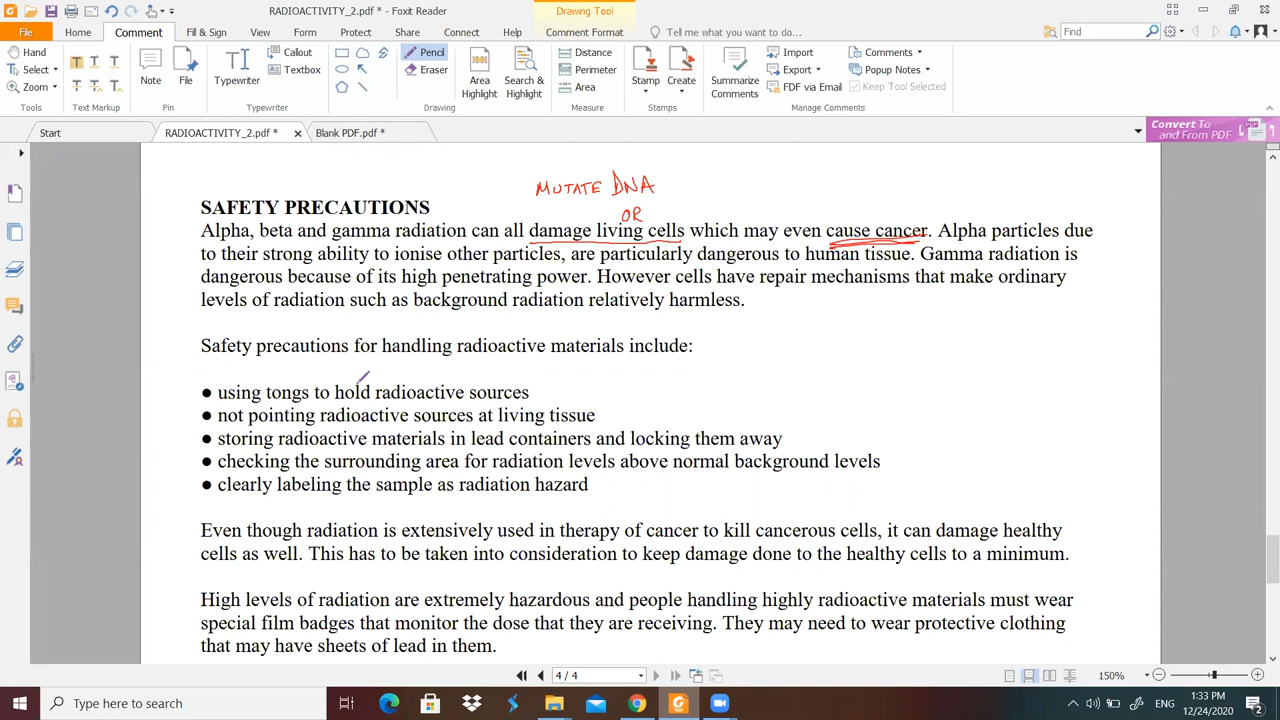 RADIOACTIVITY_2.pdf * - Foxit Reader
Drawing Tool
File Home Comment Fill & Sign View Form Protect Share Connect Help Comment Format Tell me what you want to do... Find
Hand
Select
Zoom
Tools
Text Markup
Note
File
Pin
Typewriter
Callout
Textbox
Typewriter
Pencil
Eraser
Drawing
Area Highlight
Search & Highlight
Distance
Perimeter
Area
Measure
Stamp
Create
Stamps
Summarize Comments
Import
Export
FDF via Email
Comments
Popup Notes
Keep Tool Selected
Manage Comments
Start RADIOACTIVITY_2.pdf * Blank PDF.pdf *
Convert To
and From PDF
MUTATE DNA
OR
SAFETY PRECAUTIONS
Alpha, beta and gamma radiation can all damage living cells which may even cause cancer. Alpha particles due
to their strong ability to ionise other particles, are particularly dangerous to human tissue. Gamma radiation is
dangerous because of its high penetrating power. However cells have repair mechanisms that make ordinary
levels of radiation such as background radiation relatively harmless.
Safety precautions for handling radioactive materials include:
● using tongs to hold radioactive sources
● not pointing radioactive sources at living tissue
● storing radioactive materials in lead containers and locking them away
● checking the surrounding area for radiation levels above normal background levels
● clearly labeling the sample as radiation hazard
Even though radiation is extensively used in therapy of cancer to kill cancerous cells, it can damage healthy
cells as well. This has to be taken into consideration to keep damage done to the healthy cells to a minimum.
High levels of radiation are extremely hazardous and people handling highly radioactive materials must wear
special film badges that monitor the dose that they are receiving. They may need to wear protective clothing
that may have sheets of lead in them.
4 / 4
150%
Type here to search
ENG
1:33 PM
12/24/2020
2